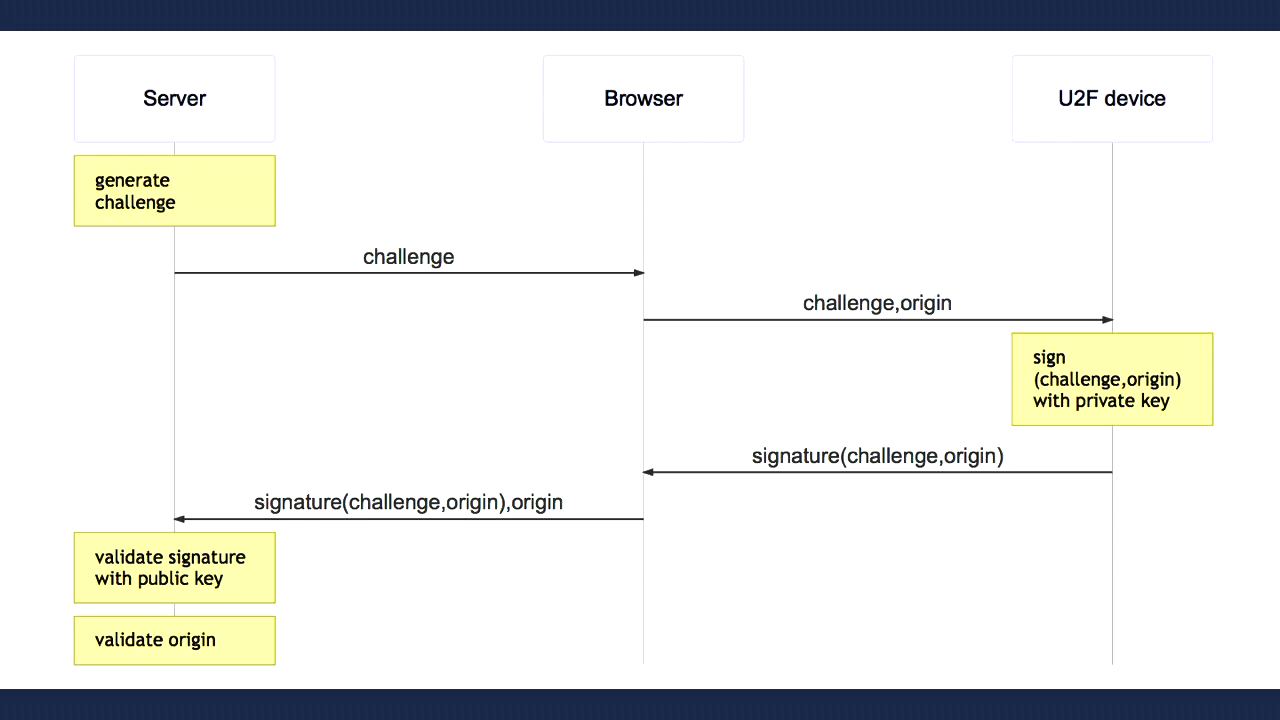 Server
Browser
U2F device
generate
challenge
challenge
challenge,origin
sign
(challenge,origin)
with private key
signature(challenge,origin)
signature(challenge,origin),origin
validate signature
with public key
validate origin